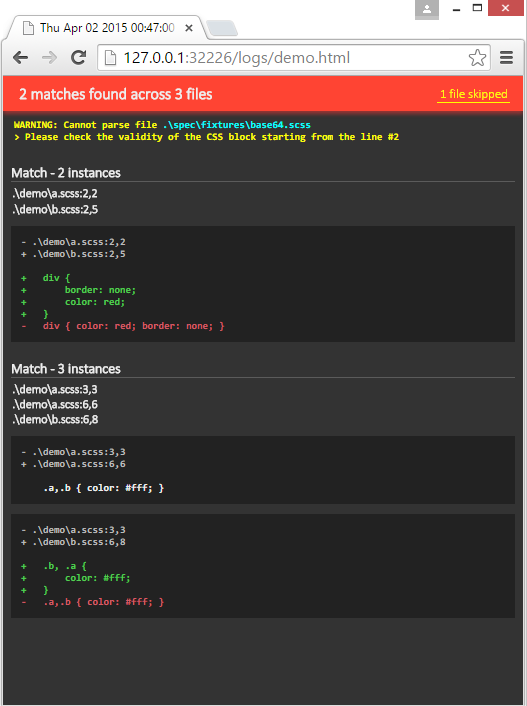 Thu Apr 02 2015 00:47:00
127.0.0.1:32226/logs/demo.html
2 matches found across 3 files
1 file skipped
WARNING: Cannot parse file .\spec\fixtures\base64.scss
> Please check the validity of the CSS block starting from the line #2
Match - 2 instances
.\demo\a.scss:2,2
.\demo\b.scss:2,5
- .\demo\a.scss:2,2
+ .\demo\b.scss:2,5
+   div {
+       border: none;
+       color: red;
+   }
-   div { color: red; border: none; }
Match - 3 instances
.\demo\a.scss:3,3
.\demo\a.scss:6,6
.\demo\b.scss:6,8
- .\demo\a.scss:3,3
+ .\demo\a.scss:6,6
.a,.b { color: #fff; }
- .\demo\a.scss:3,3
+ .\demo\b.scss:6,8
+   .b, .a {
+       color: #fff;
+   }
-   .a,.b { color: #fff; }